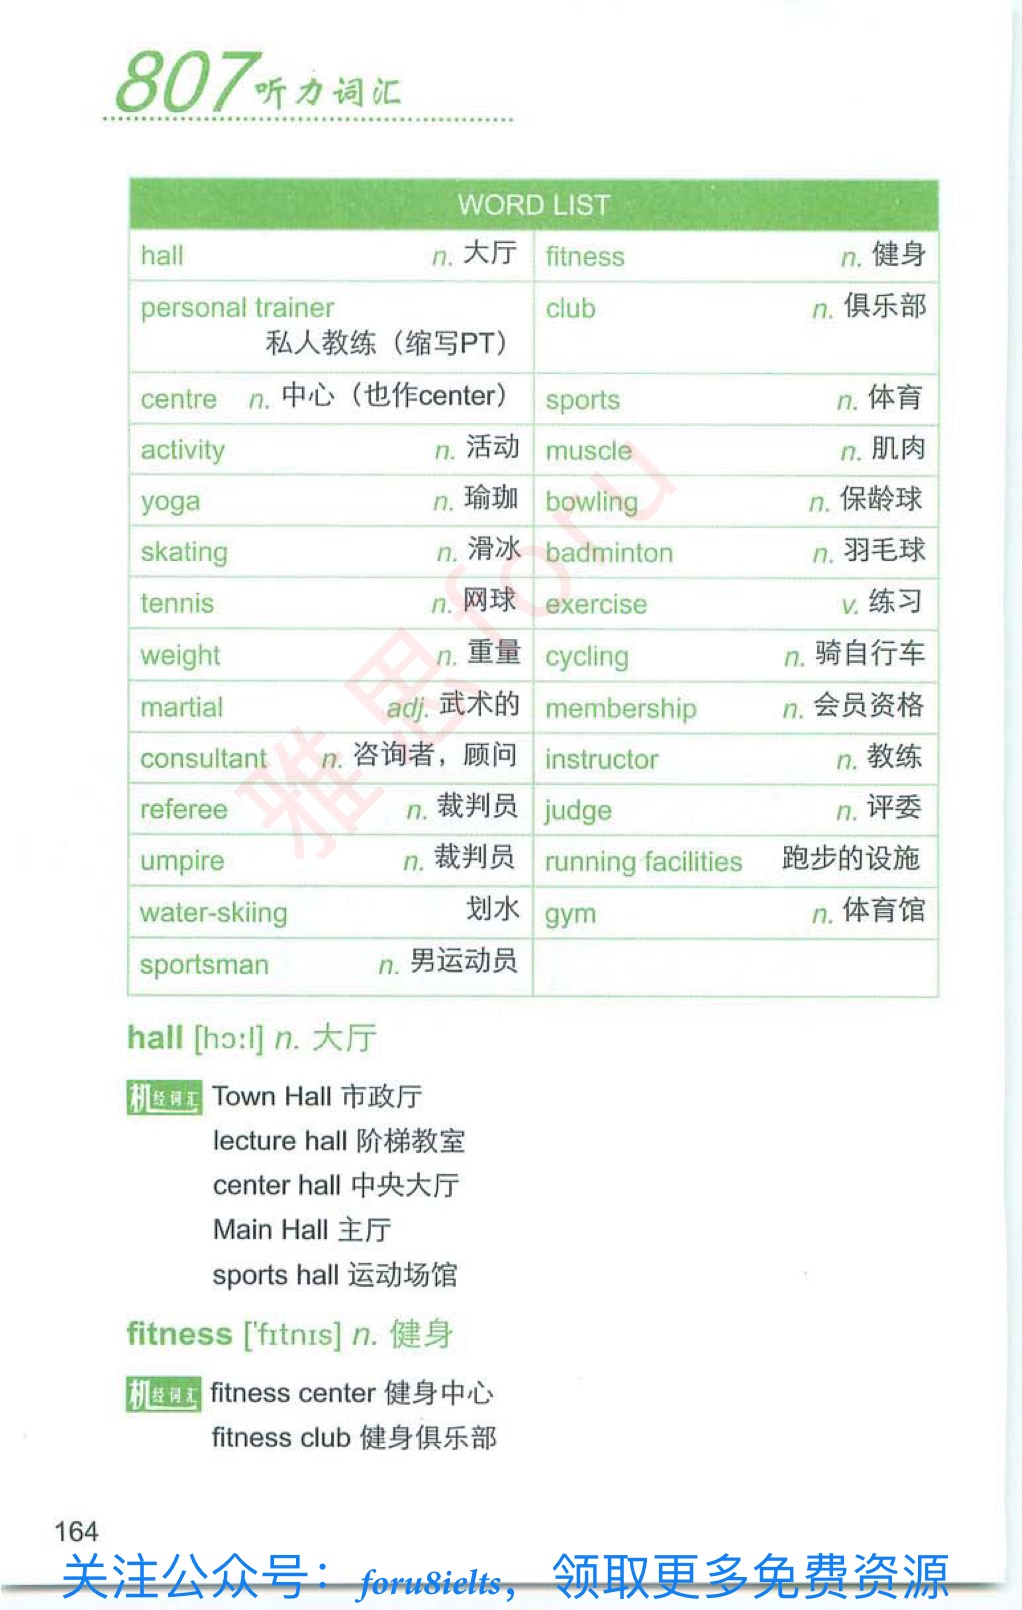 807听力词汇
WORD LIST
hall n. 大厅 fitness n. 健身
personal trainer club n. 俱乐部
私人教练（缩写PT）
centre n. 中心（也作center） sports n. 体育
activity n. 活动 muscle n. 肌肉
yoga n. 瑜珈 bowling n. 保龄球
skating n. 滑冰 badminton n. 羽毛球
tennis n. 网球 exercise v. 练习
weight n. 重量 cycling n. 骑自行车
martial adj. 武术的 membership n. 会员资格
consultant n. 咨询者，顾问 instructor n. 教练
referee n. 裁判员 judge n. 评委
umpire n. 裁判员 running facilities 跑步的设施
water-skiing 划水 gym n. 体育馆
sportsman n. 男运动员
雅思foru
hall [hɔːl] n. 大厅
机经词汇 Town Hall 市政厅
lecture hall 阶梯教室
center hall 中央大厅
Main Hall 主厅
sports hall 运动场馆
fitness ['fɪtnɪs] n. 健身
机经词汇 fitness center 健身中心
fitness club 健身俱乐部
164
关注公众号：foru8ielts，领取更多免费资源